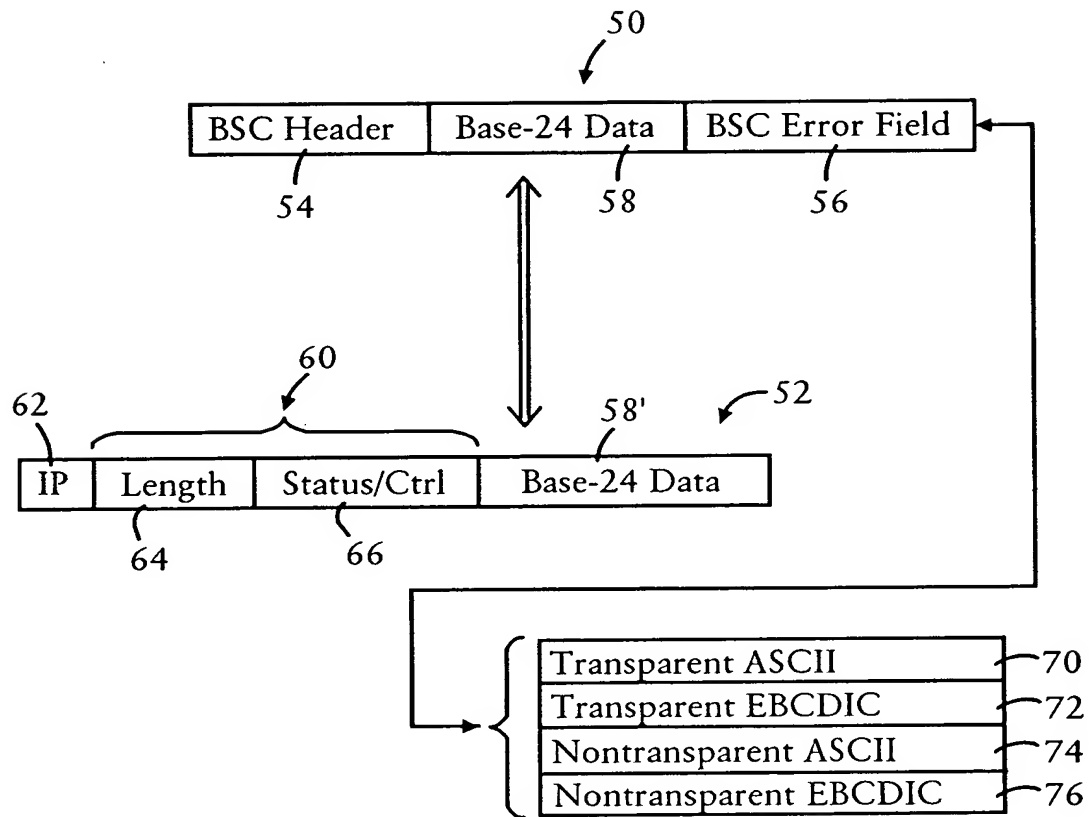 50
BSC Header Base-24 Data BSC Error Field
54 58 56
60
62 58' 52
IP Length Status/Ctrl Base-24 Data
64 66
Transparent ASCII 70
Transparent EBCDIC 72
Nontransparent ASCII 74
Nontransparent EBCDIC 76